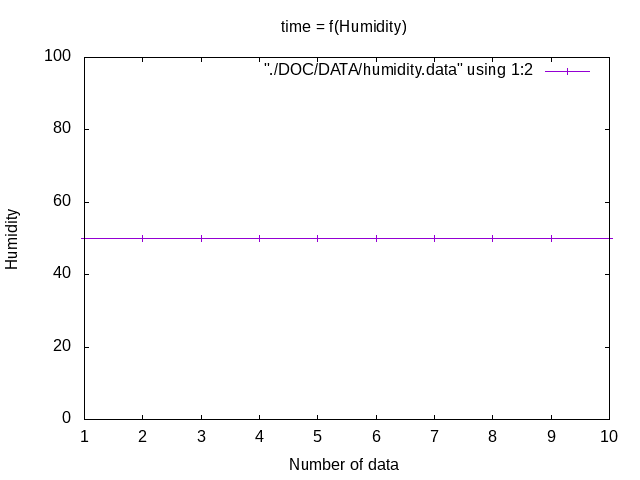 time = f(Humidity)
"./DOC/DATA/humidity.data" using 1:2
100
80
60
40
20
0
Humidity
1 2 3 4 5 6 7 8 9 10
Number of data